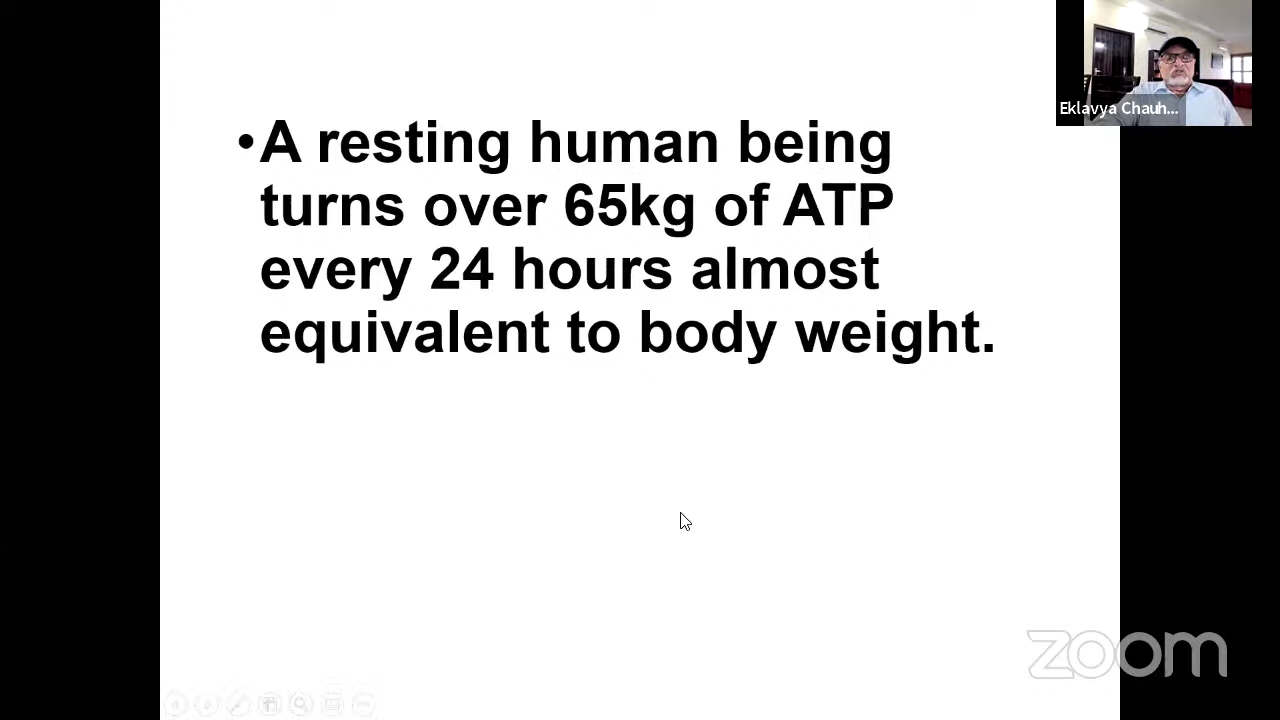 •A resting human being
turns over 65kg of ATP
every 24 hours almost
equivalent to body weight.
Eklavya Chauh...
zoom